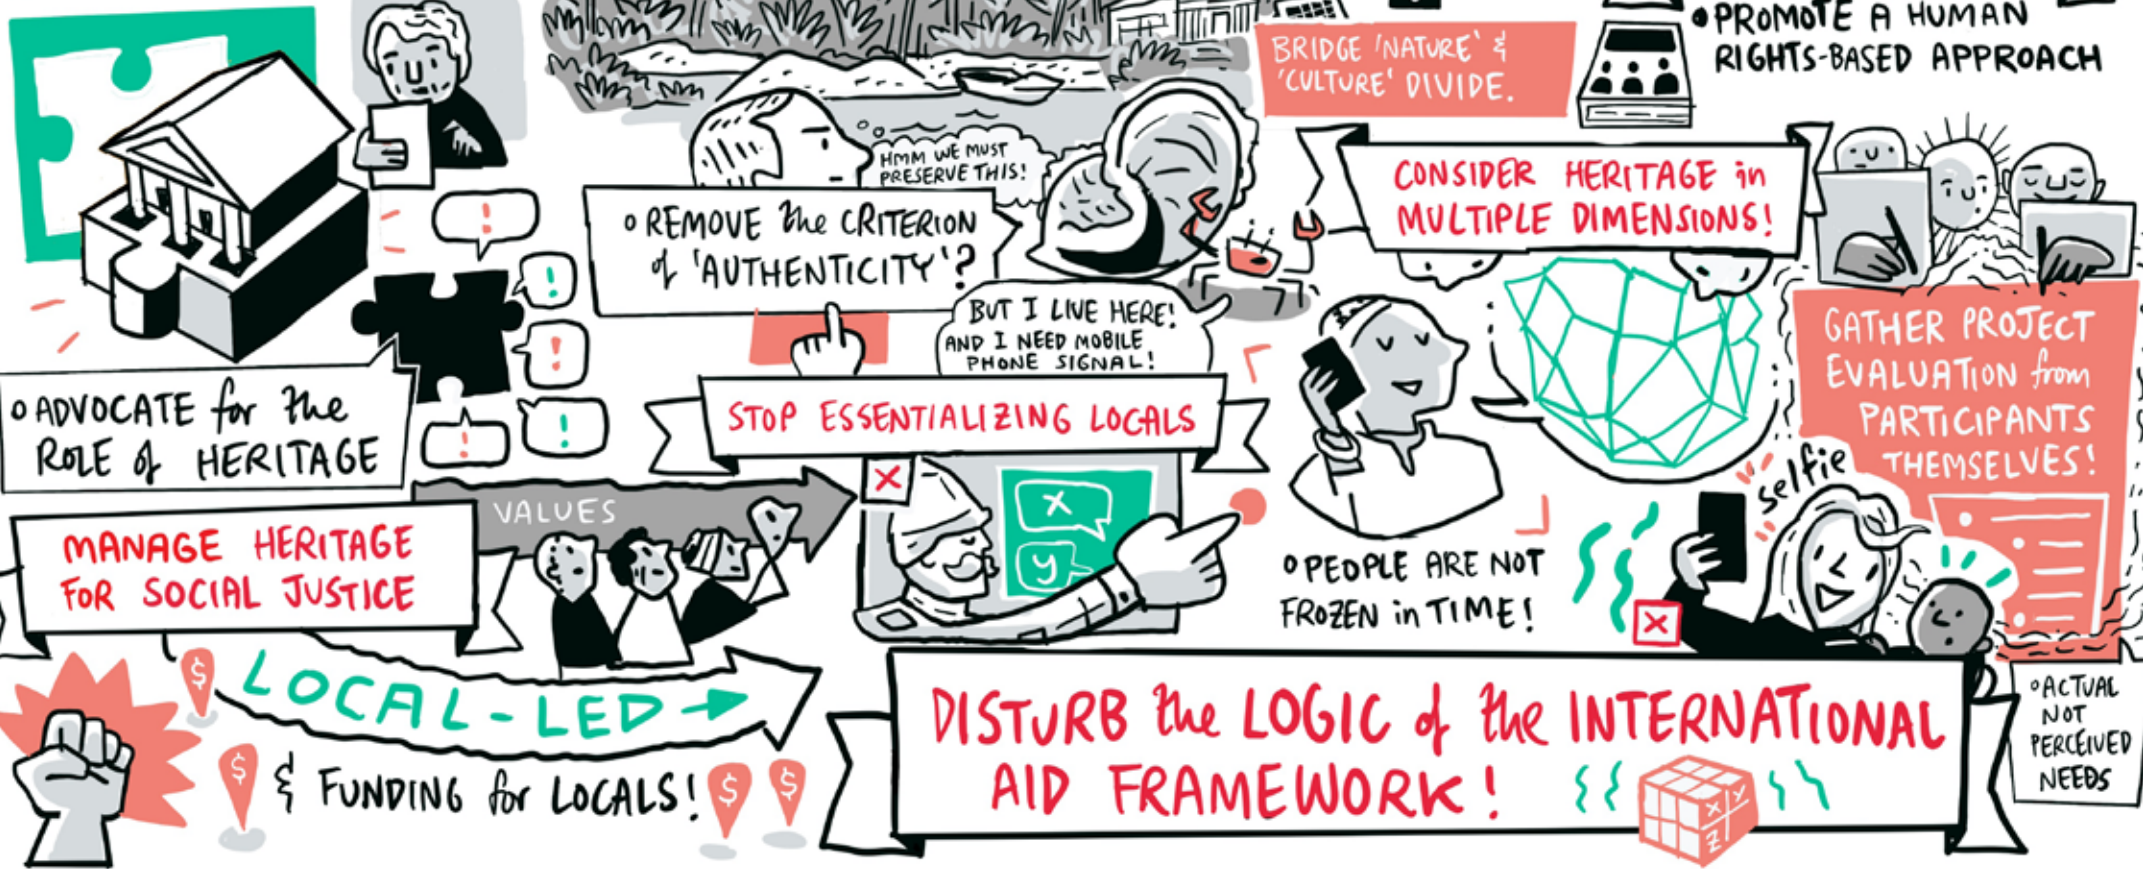 • PROMOTE A HUMAN
RIGHTS-BASED APPROACH
BRIDGE 'NATURE' &
'CULTURE' DIVIDE.
HMM WE MUST
PRESERVE THIS!
CONSIDER HERITAGE in
MULTIPLE DIMENSIONS!
o REMOVE the CRITERION
of 'AUTHENTICITY'?
BUT I LIVE HERE!
AND I NEED MOBILE
PHONE SIGNAL!
GATHER PROJECT
EVALUATION from
PARTICIPANTS
THEMSELVES!
o ADVOCATE for the
ROLE of HERITAGE
STOP ESSENTIALIZING LOCALS
selfie
VALUES
X
y
MANAGE HERITAGE
FOR SOCIAL JUSTICE
o PEOPLE ARE NOT
FROZEN in TIME!
X
X
LOCAL-LED →
& FUNDING for LOCALS!
$
$
$
$
DISTURB the LOGIC of the INTERNATIONAL
AID FRAMEWORK!
X
Y
Z
o ACTUAL
NOT
PERCEIVED
NEEDS